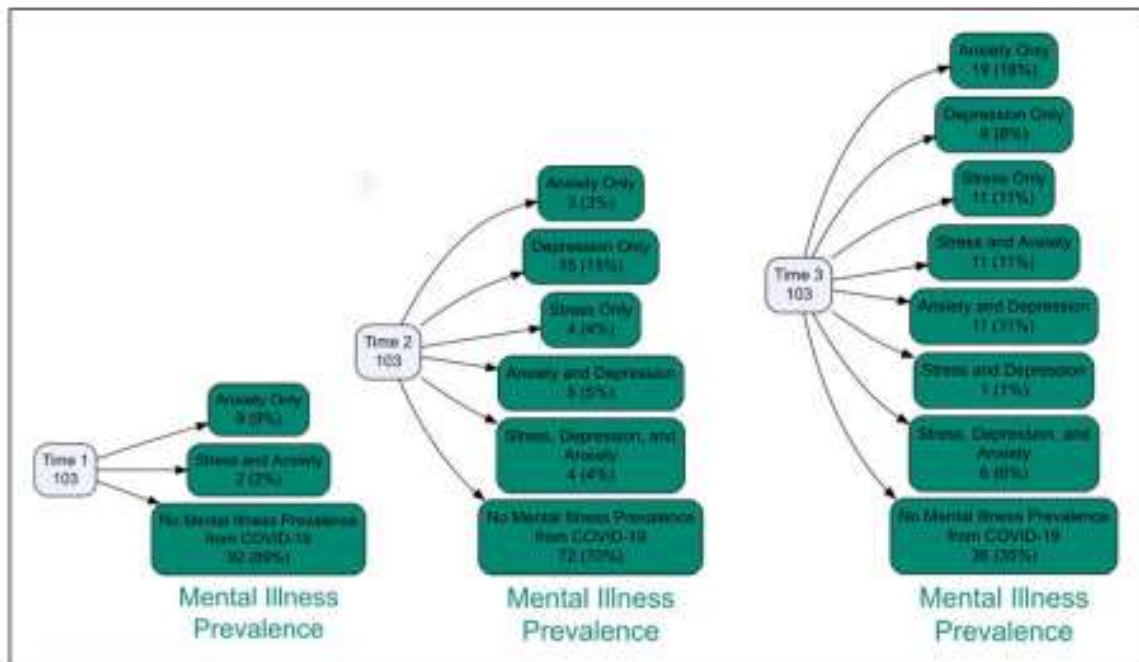 Time 1
103
Anxiety Only
9 (9%)
Stress and Anxiety
2 (2%)
No Mental Illness Prevalence
from COVID-19
92 (89%)
Mental Illness
Prevalence
Time 2
103
Anxiety Only
3 (3%)
Depression Only
15 (15%)
Stress Only
4 (4%)
Anxiety and Depression
5 (5%)
Stress, Depression, and
Anxiety
4 (4%)
No Mental Illness Prevalence
from COVID-19
72 (70%)
Mental Illness
Prevalence
Time 3
103
Anxiety Only
19 (18%)
Depression Only
8 (8%)
Stress Only
11 (11%)
Stress and Anxiety
11 (11%)
Anxiety and Depression
11 (11%)
Stress and Depression
1 (1%)
Stress, Depression, and
Anxiety
6 (6%)
No Mental Illness Prevalence
from COVID-19
36 (35%)
Mental Illness
Prevalence